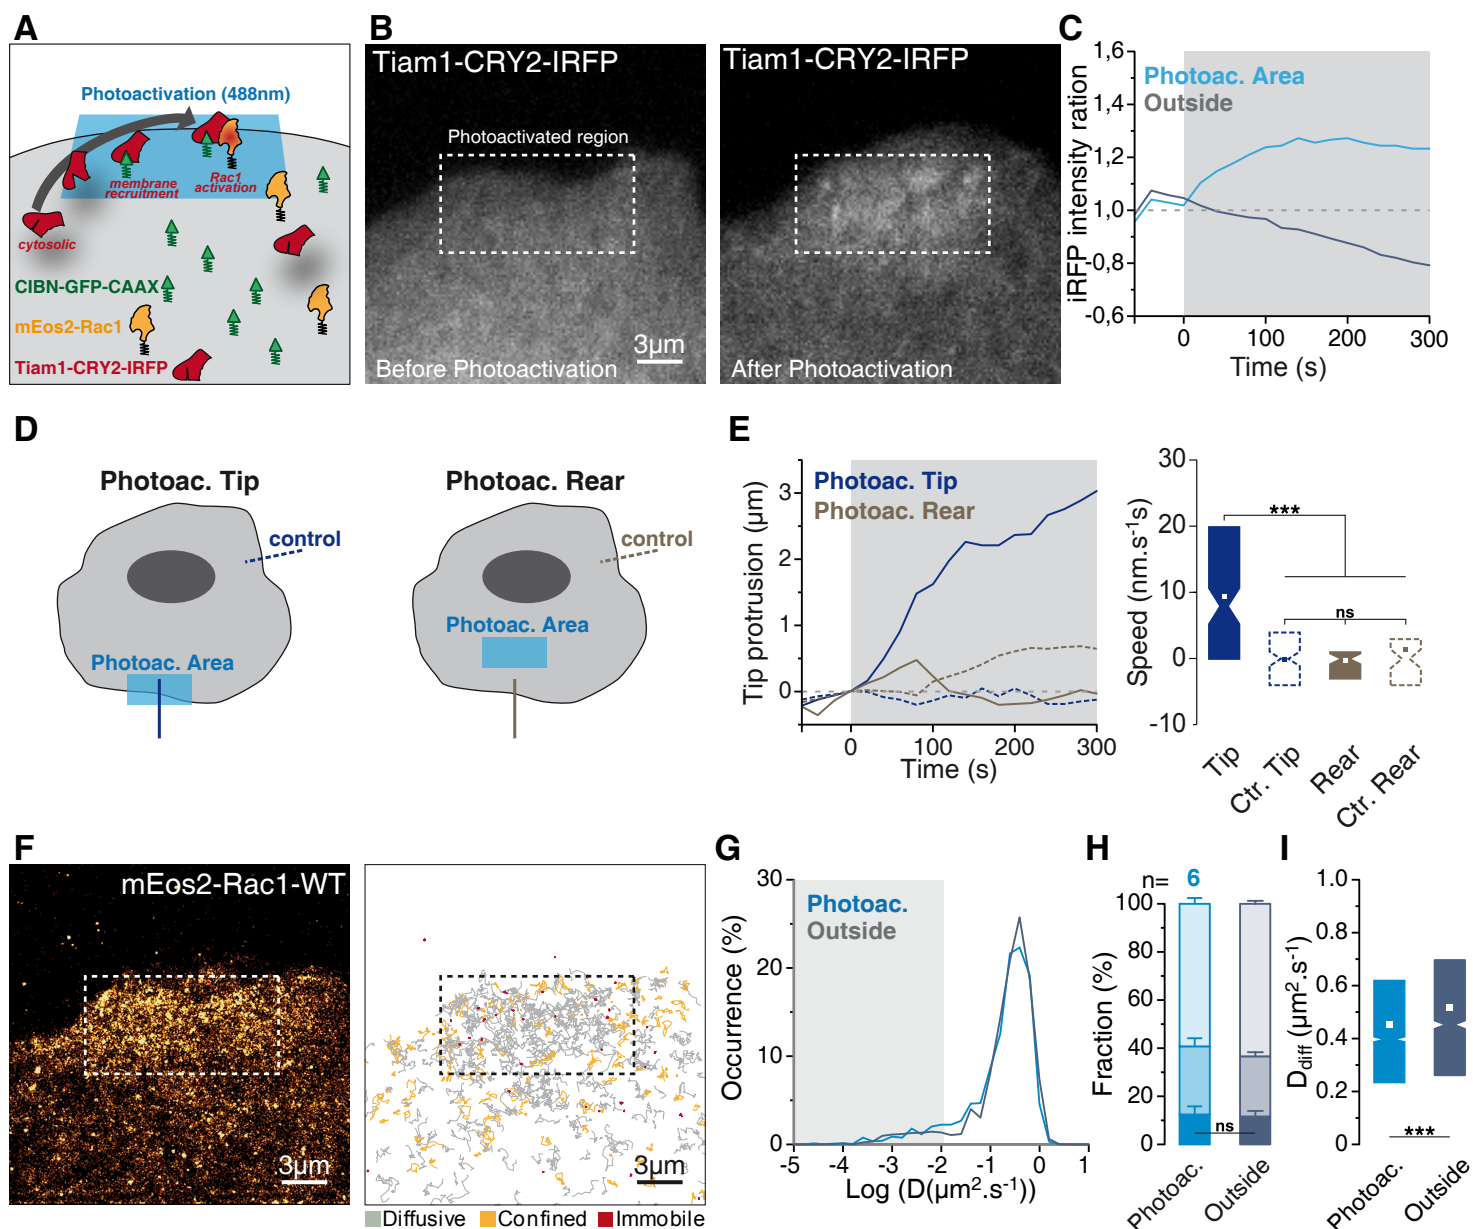 A
Photoactivation (488nm)
membrane
recruitment
Rac1
activation
cytosolic
CIBN-GFP-CAAX
mEos2-Rac1
Tiam1-CRY2-IRFP
B
Tiam1-CRY2-IRFP
Photoactivated region
3µm
Before Photoactivation
Tiam1-CRY2-IRFP
After Photoactivation
C
iRFP intensity ration
1,6
1,4
1,2
1,0
0,8
0,6
Photoac. Area
Outside
0
100
200
300
Time (s)
D
Photoac. Tip
control
Photoac. Area
Photoac. Rear
control
Photoac. Area
E
Tip protrusion (µm)
3
2
1
0
Photoac. Tip
Photoac. Rear
0
100
200
300
Time (s)
Speed (nm.s⁻¹s)
30
20
10
0
-10
***
ns
Tip
Ctr. Tip
Rear
Ctr. Rear
F
mEos2-Rac1-WT
3µm
3µm
Diffusive Confined Immobile
G
Occurrence (%)
30
20
10
0
Photoac.
Outside
-5
-4
-3
-2
-1
0
1
Log (D(µm².s⁻¹))
H
n= 6
Fraction (%)
100
80
60
40
20
0
ns
Photoac.
Outside
I
D_diff (µm².s⁻¹)
1.0
0.8
0.6
0.4
0.2
0
***
Photoac.
Outside